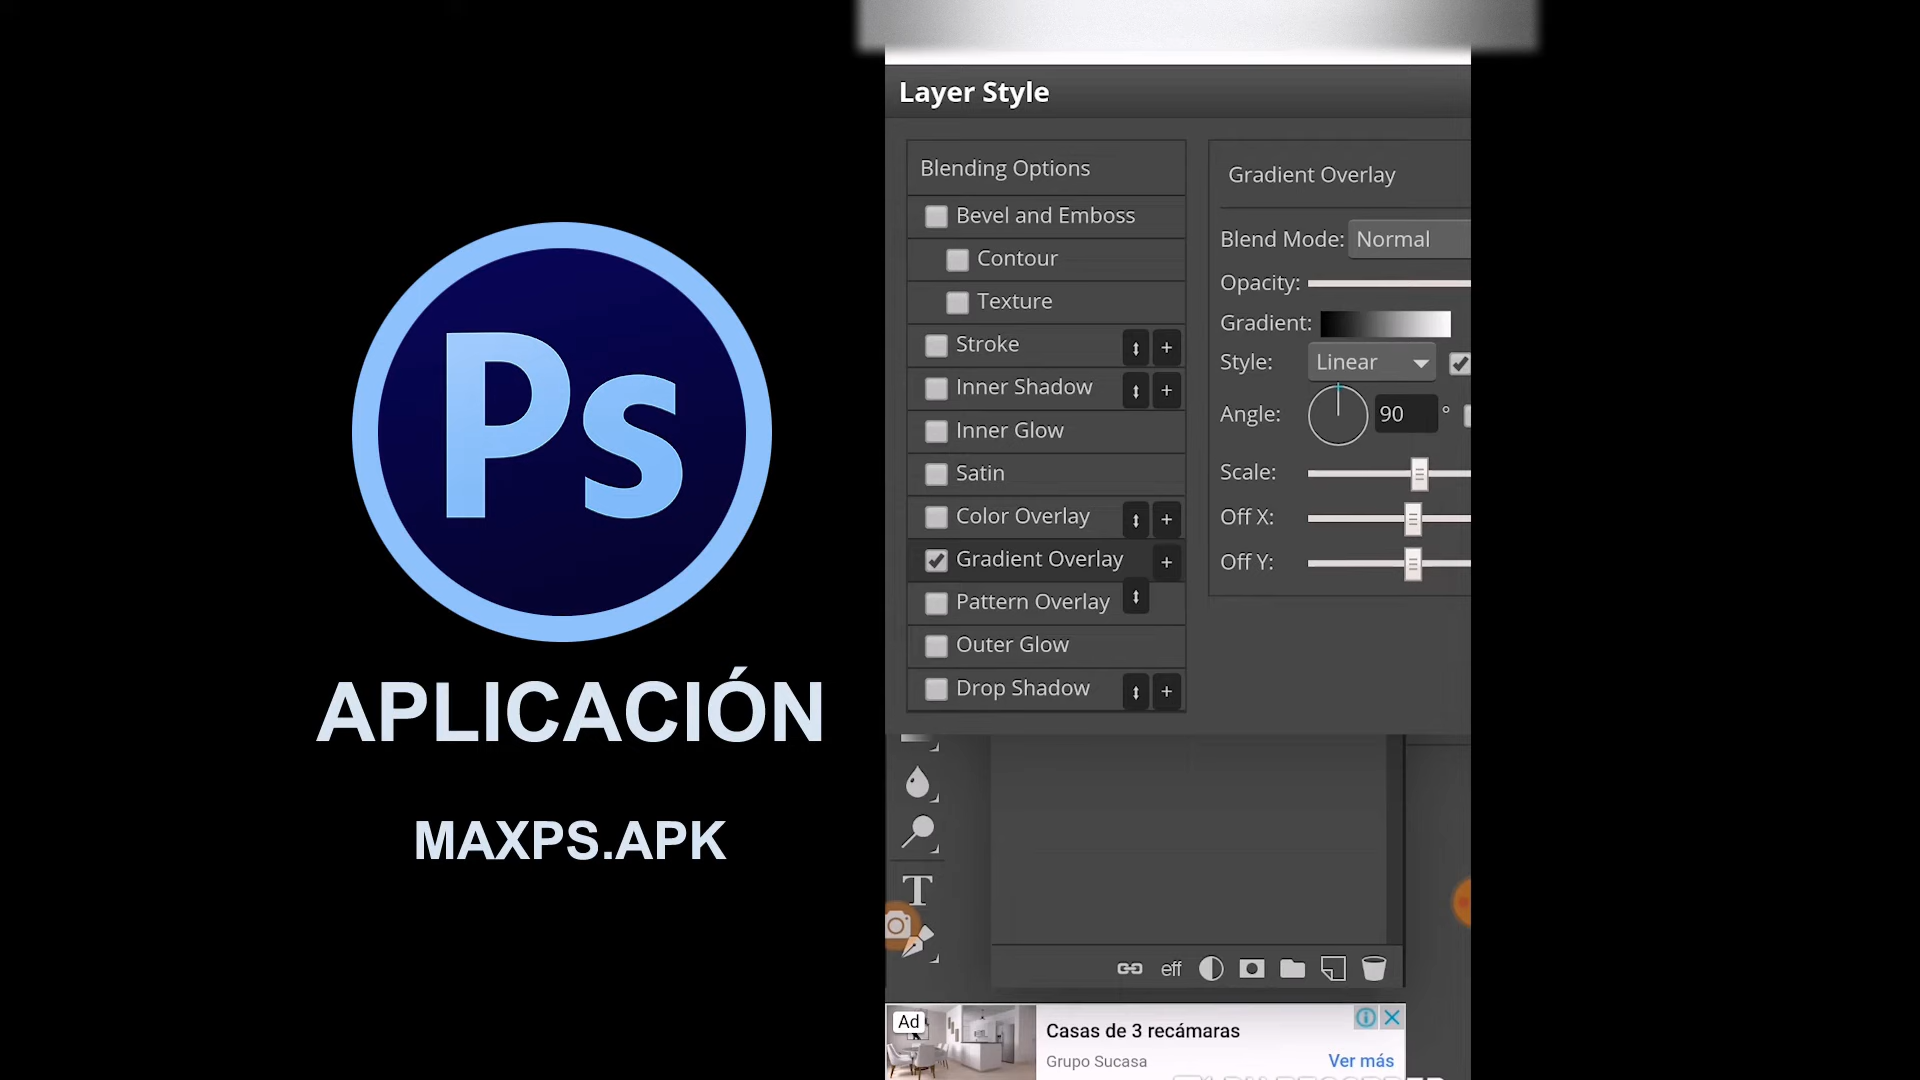 Ps
APLICACIÓN
MAXPS.APK
Layer Style
Blending Options
Bevel and Emboss
Contour
Texture
Stroke
+
Inner Shadow
+
Inner Glow
Satin
Color Overlay
+
Gradient Overlay
+
Pattern Overlay
Outer Glow
Drop Shadow
+
Gradient Overlay
Blend Mode: Normal
Opacity:
Gradient:
Style: Linear
Angle: 90 °
Scale:
Off X:
Off Y:
T
eff
Ad
Casas de 3 recámaras
Grupo Sucasa
Ver más